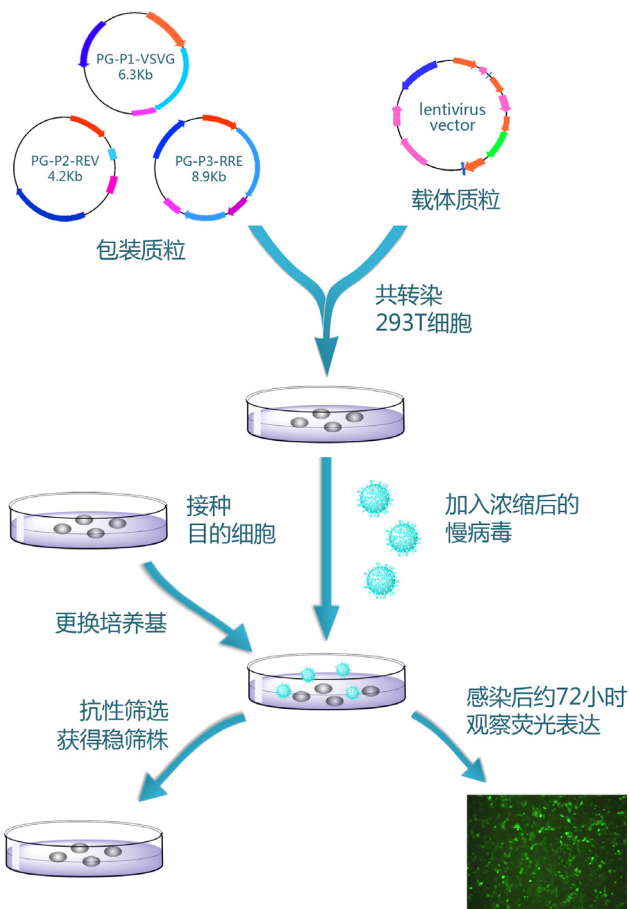 PG-P1-VSVG
6.3Kb
lentivirus
vector
PG-P2-REV
4.2Kb
PG-P3-RRE
8.9Kb
载体质粒
包装质粒
共转染
293T细胞
接种
目的细胞
加入浓缩后的
慢病毒
更换培养基
抗性筛选
获得稳筛株
感染后约72小时
观察荧光表达